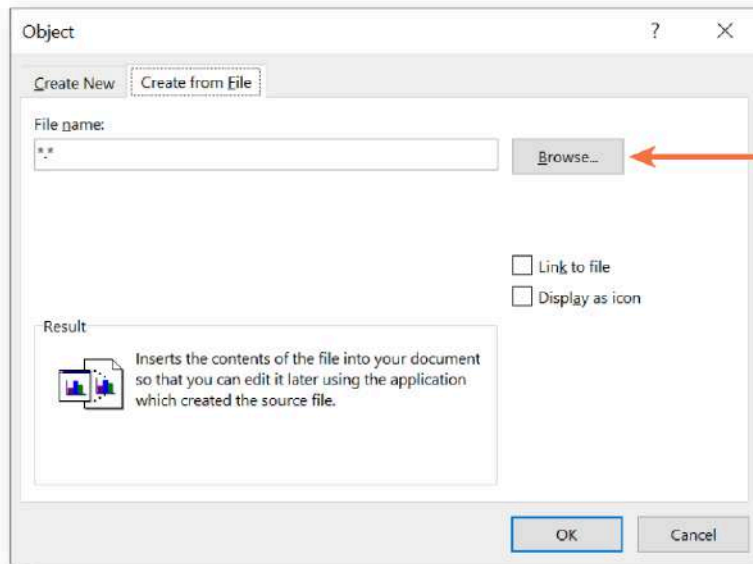 Object
?
Create New
Create from File
File name:
*.*
Browse...
Link to file
Display as icon
Result
Inserts the contents of the file into your document
so that you can edit it later using the application
which created the source file.
OK
Cancel